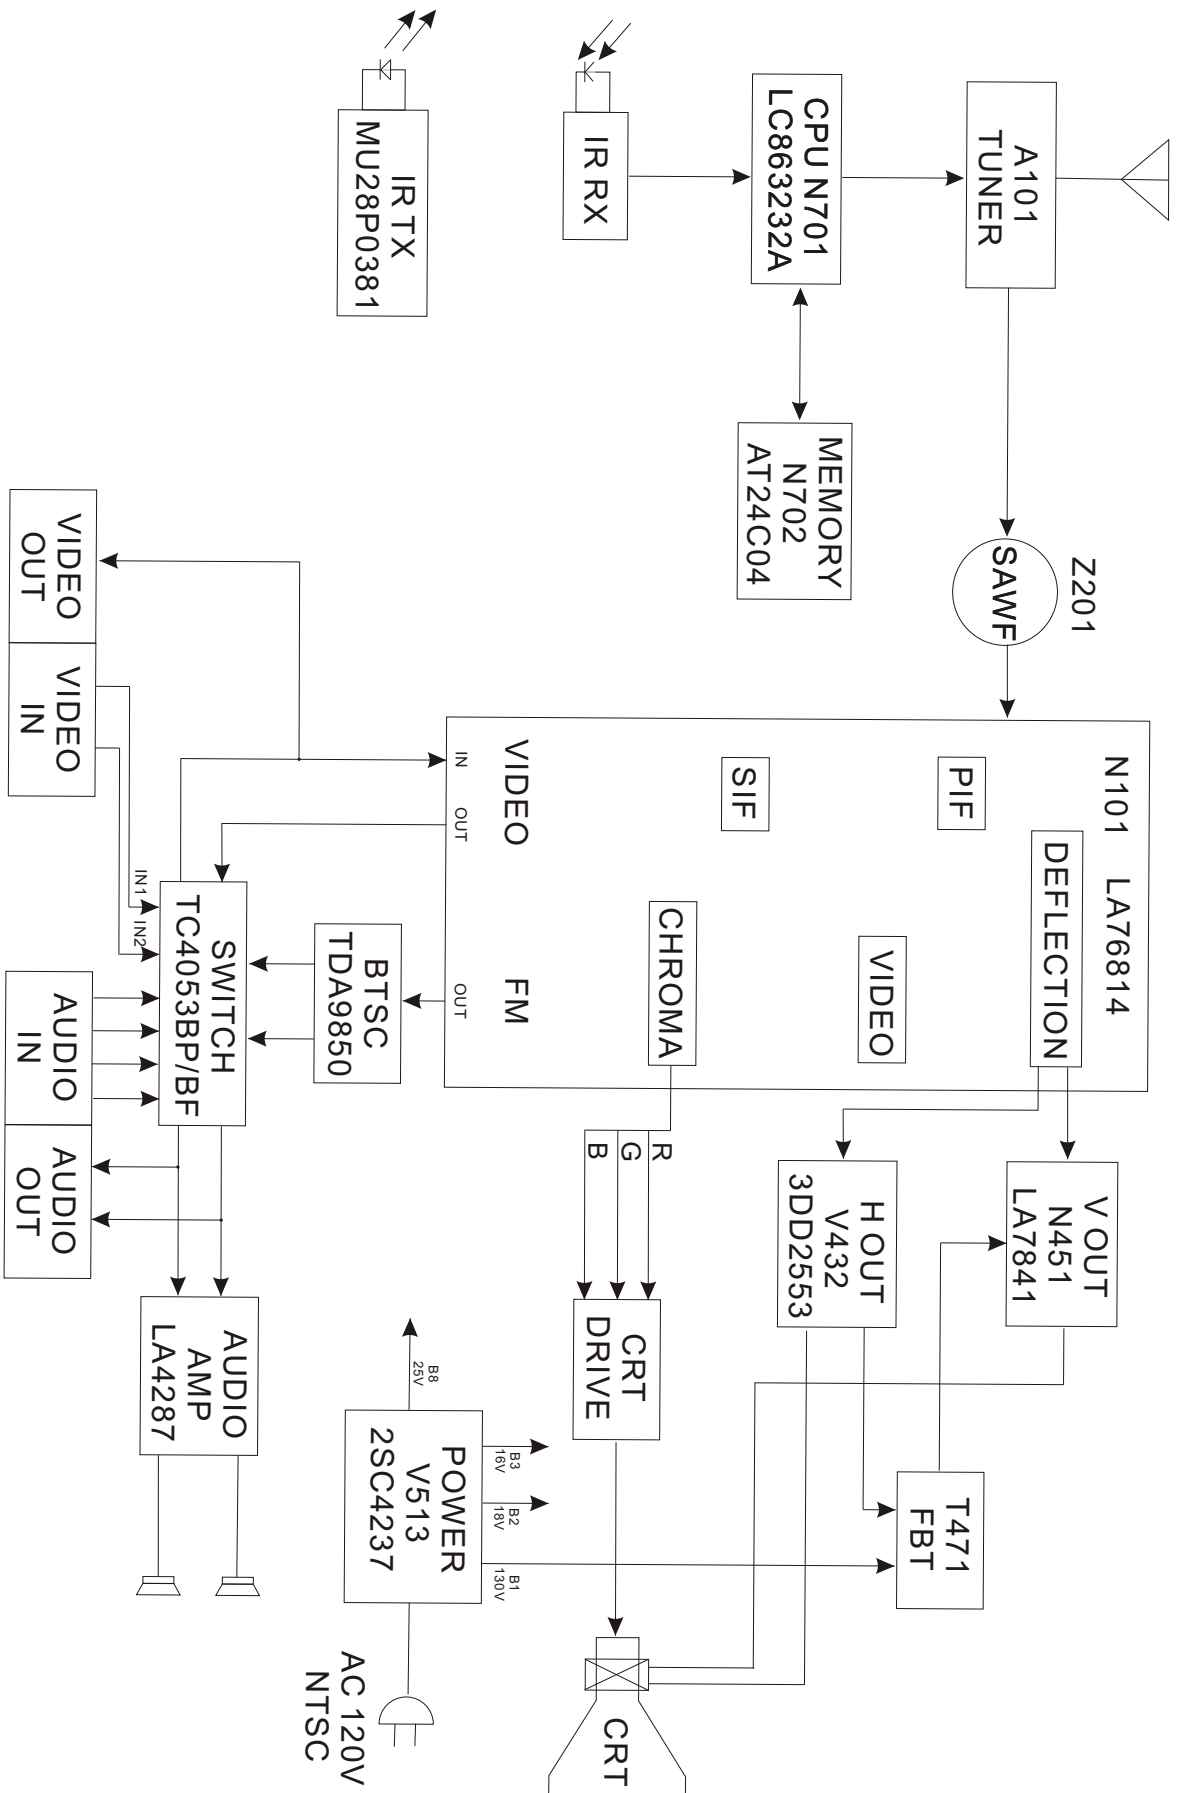 A101
TUNER
Z201
SAWF
N101 LA76814
DEFLECTION
PIF
VIDEO
SIF
CHROMA
VIDEO
FM
IN
OUT
OUT
V OUT
N451
LA7841
H OUT
V432
3DD2553
T471
FBT
CPU N701
LC863232A
MEMORY
N702
AT24C04
IR RX
IR TX
MU28P0381
R
G
B
CRT
DRIVE
CRT
BTSC
TDA9850
SWITCH
TC4053BP/BF
IN1
IN2
VIDEO
OUT
VIDEO
IN
AUDIO
IN
AUDIO
OUT
AUDIO
AMP
LA4287
POWER
V513
2SC4237
B8
25V
B3
16V
B2
18V
B1
130V
AC 120V
NTSC